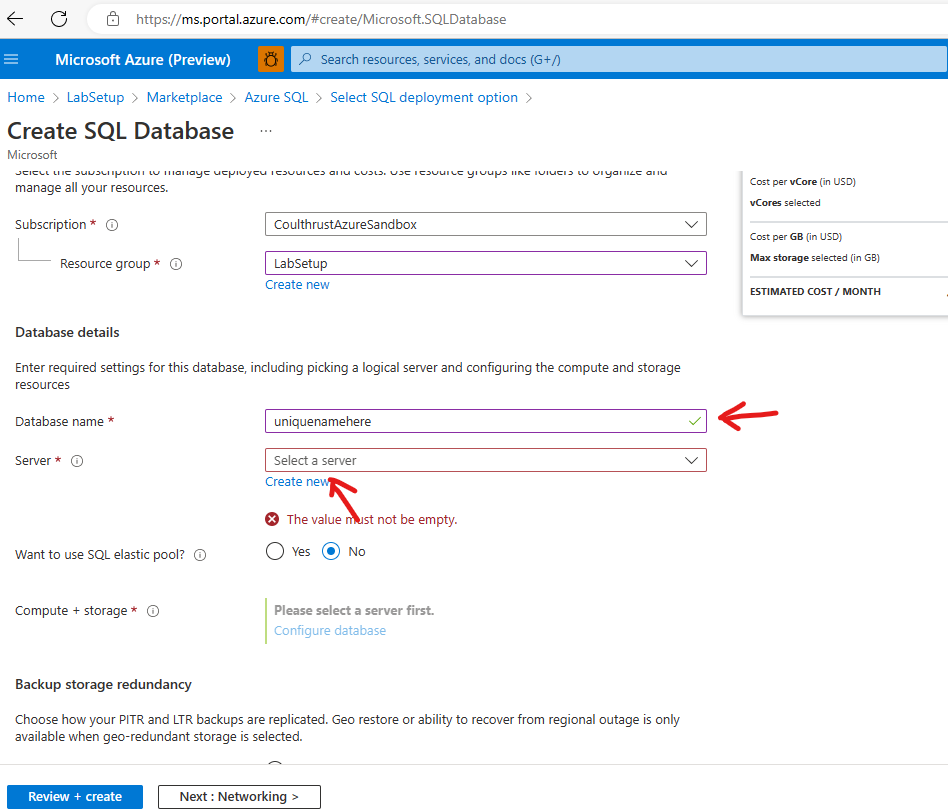 https://ms.portal.azure.com/#create/Microsoft.SQLDatabase
Microsoft Azure (Preview)
Search resources, services, and docs (G+/)
Home > LabSetup > Marketplace > Azure SQL > Select SQL deployment option >
Create SQL Database ...
Microsoft
Select the subscription to manage deployed resources and costs. Use resource groups like folders to organize and
manage all your resources.
Subscription *
CoulthrustAzureSandbox
Resource group *
LabSetup
Create new
Cost per vCore (in USD)
vCores selected
Cost per GB (in USD)
Max storage selected (in GB)
ESTIMATED COST / MONTH
Database details
Enter required settings for this database, including picking a logical server and configuring the compute and storage
resources
Database name *
uniquenamehere
Server *
Select a server
Create new
The value must not be empty.
Want to use SQL elastic pool?
Yes
No
Compute + storage *
Please select a server first.
Configure database
Backup storage redundancy
Choose how your PITR and LTR backups are replicated. Geo restore or ability to recover from regional outage is only
available when geo-redundant storage is selected.
Review + create
Next : Networking >